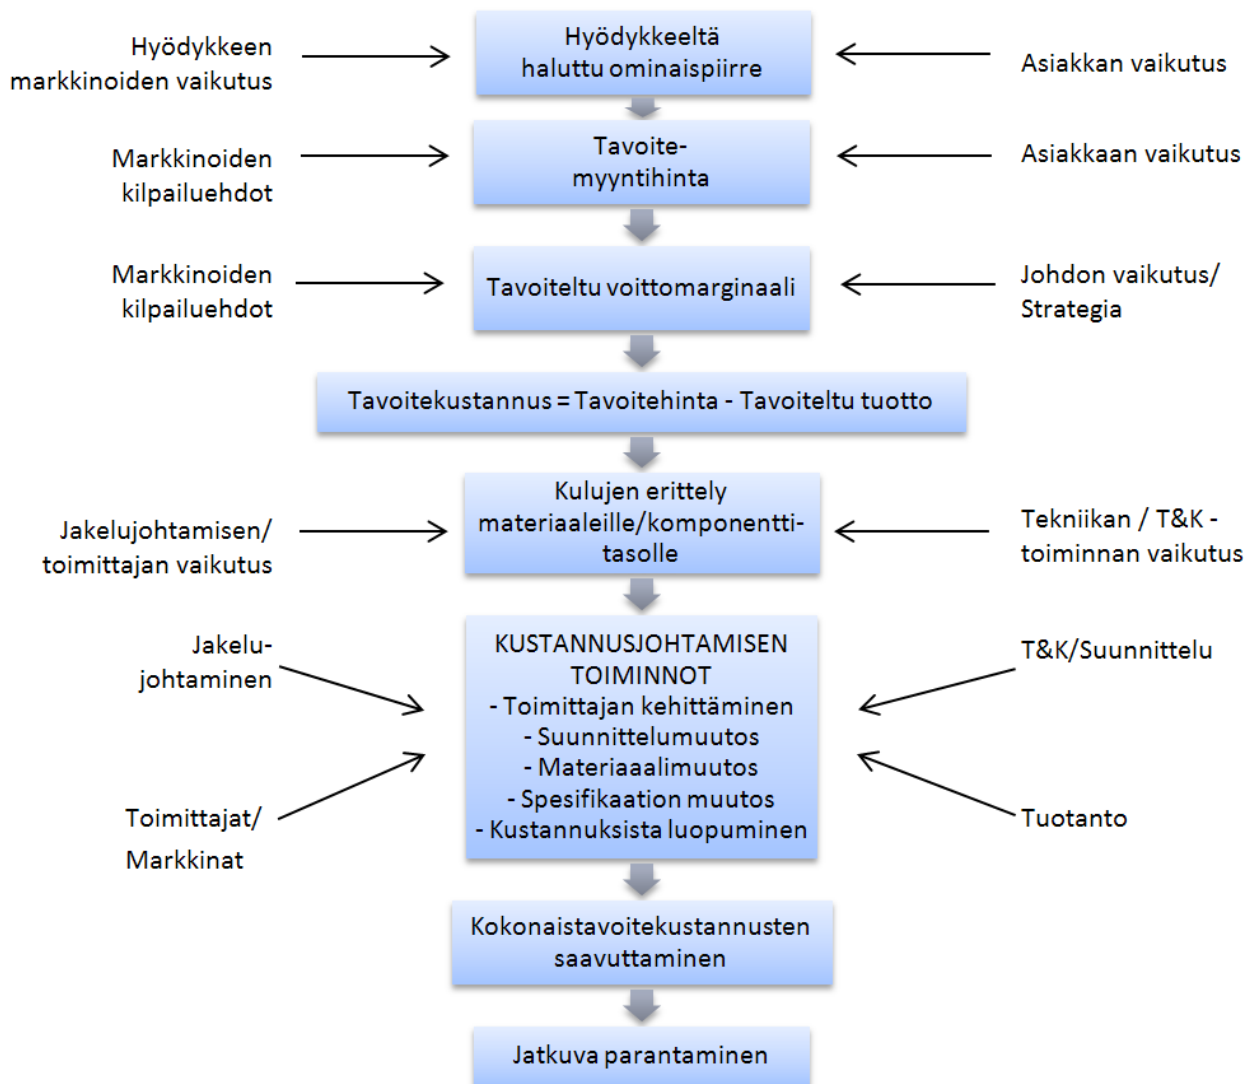 Hyödykkeen
markkinoiden vaikutus
Hyödykkeeltä
haluttu ominaispiirre
Asiakkan vaikutus
Markkinoiden
kilpailuehdot
Tavoite-
myyntihinta
Asiakkaan vaikutus
Markkinoiden
kilpailuehdot
Tavoiteltu voittomarginaali
Johdon vaikutus/
Strategia
Tavoitekustannus = Tavoitehinta - Tavoiteltu tuotto
Jakelujohtamisen/
toimittajan vaikutus
Kulujen erittely
materiaaleille/komponentti-
tasolle
Tekniikan / T&K -
toiminnan vaikutus
Jakelu-
johtaminen
Toimittajat/
Markkinat
KUSTANNUSJOHTAMISEN
TOIMINNOT
- Toimittajan kehittäminen
- Suunnittelumuutos
- Materiaaalimuutos
- Spesifikaation muutos
- Kustannuksista luopuminen
T&K/Suunnittelu
Tuotanto
Kokonaistavoitekustannusten
saavuttaminen
Jatkuva parantaminen